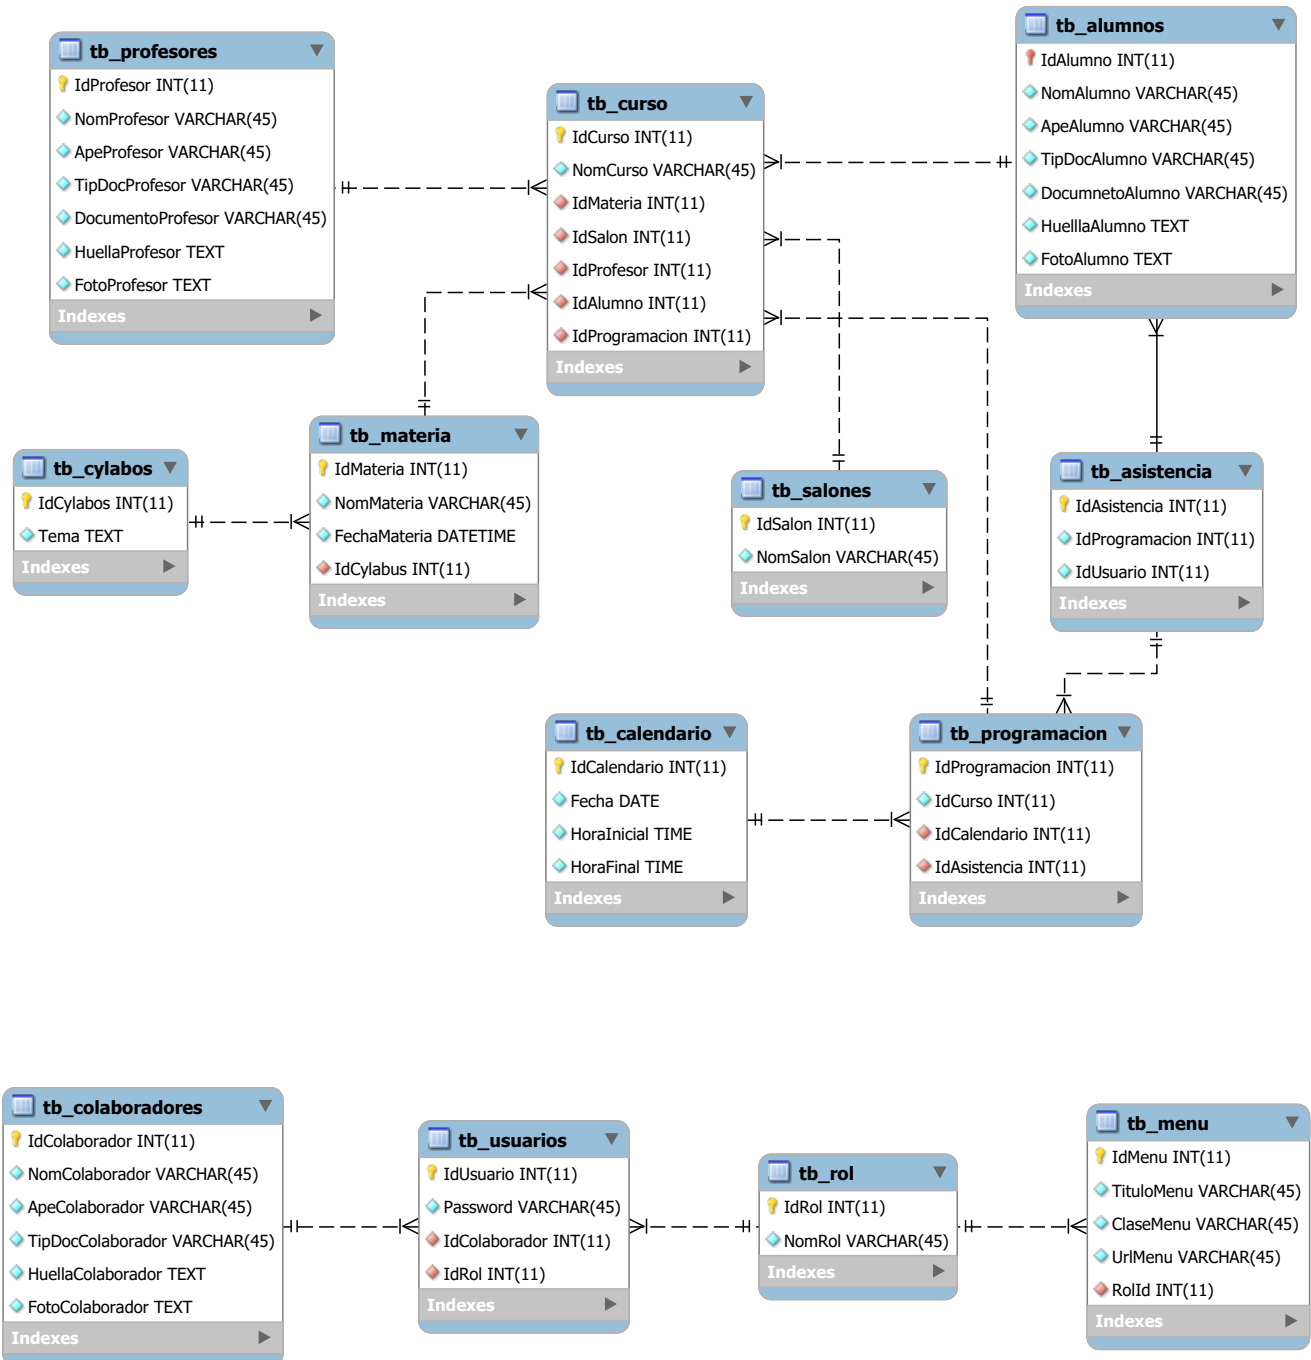 tb_profesores
IdProfesor INT(11)
NomProfesor VARCHAR(45)
ApeProfesor VARCHAR(45)
TipDocProfesor VARCHAR(45)
DocumentoProfesor VARCHAR(45)
HuellaProfesor TEXT
FotoProfesor TEXT
Indexes
tb_curso
IdCurso INT(11)
NomCurso VARCHAR(45)
IdMateria INT(11)
IdSalon INT(11)
IdProfesor INT(11)
IdAlumno INT(11)
IdProgramacion INT(11)
Indexes
tb_alumnos
IdAlumno INT(11)
NomAlumno VARCHAR(45)
ApeAlumno VARCHAR(45)
TipDocAlumno VARCHAR(45)
DocumnetoAlumno VARCHAR(45)
HuelllaAlumno TEXT
FotoAlumno TEXT
Indexes
tb_cylabos
IdCylabos INT(11)
Tema TEXT
Indexes
tb_materia
IdMateria INT(11)
NomMateria VARCHAR(45)
FechaMateria DATETIME
IdCylabus INT(11)
Indexes
tb_salones
IdSalon INT(11)
NomSalon VARCHAR(45)
Indexes
tb_asistencia
IdAsistencia INT(11)
IdProgramacion INT(11)
IdUsuario INT(11)
Indexes
tb_calendario
IdCalendario INT(11)
Fecha DATE
HoraInicial TIME
HoraFinal TIME
Indexes
tb_programacion
IdProgramacion INT(11)
IdCurso INT(11)
IdCalendario INT(11)
IdAsistencia INT(11)
Indexes
tb_colaboradores
IdColaborador INT(11)
NomColaborador VARCHAR(45)
ApeColaborador VARCHAR(45)
TipDocColaborador VARCHAR(45)
HuellaColaborador TEXT
FotoColaborador TEXT
Indexes
tb_usuarios
IdUsuario INT(11)
Password VARCHAR(45)
IdColaborador INT(11)
IdRol INT(11)
Indexes
tb_rol
IdRol INT(11)
NomRol VARCHAR(45)
Indexes
tb_menu
IdMenu INT(11)
TituloMenu VARCHAR(45)
ClaseMenu VARCHAR(45)
UrlMenu VARCHAR(45)
RolId INT(11)
Indexes